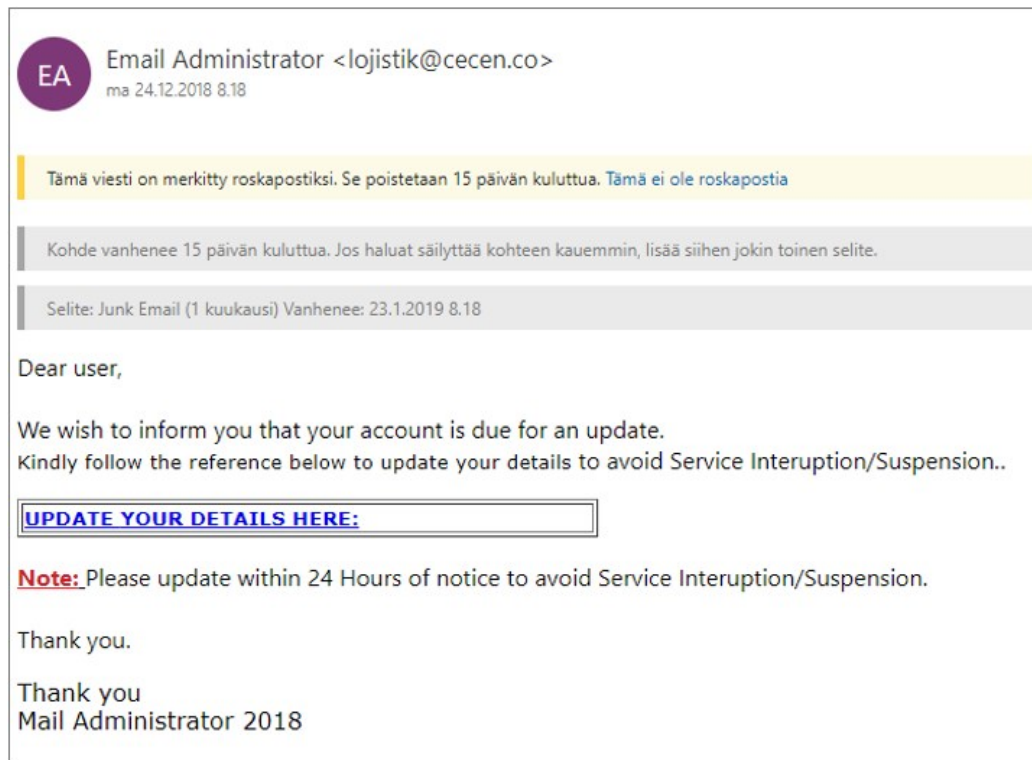 EA
Email Administrator <lojistik@cecen.co>
ma 24.12.2018 8.18
Tämä viesti on merkitty roskapostiksi. Se poistetaan 15 päivän kuluttua. Tämä ei ole roskapostia
Kohde vanhenee 15 päivän kuluttua. Jos haluat säilyttää kohteen kauemmin, lisää siihen jokin toinen selite.
Selite: Junk Email (1 kuukausi) Vanhenee: 23.1.2019 8.18
Dear user,
We wish to inform you that your account is due for an update.
Kindly follow the reference below to update your details to avoid Service Interuption/Suspension..
UPDATE YOUR DETAILS HERE:
Note: Please update within 24 Hours of notice to avoid Service Interuption/Suspension.
Thank you.
Thank you
Mail Administrator 2018